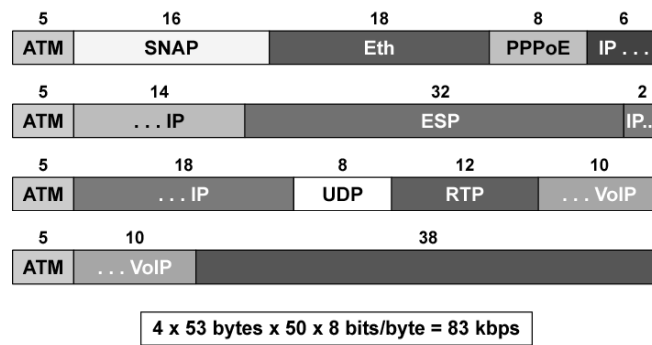 5 16 18 8 6
ATM SNAP Eth PPPoE IP . . .
5 14 32 2
ATM . . . IP ESP IP..
5 18 8 12 10
ATM . . . IP UDP RTP . . . VoIP
5 10 38
ATM . . . VoIP
4 x 53 bytes x 50 x 8 bits/byte = 83 kbps